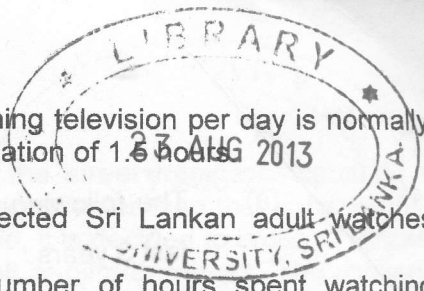 LIBRARY
ning television per day is normally
ation of 1.5 hours.
23 AUG 2013
ected Sri Lankan adult watches
UNIVERSITY, SRI LANKA
umber of hours spent watching